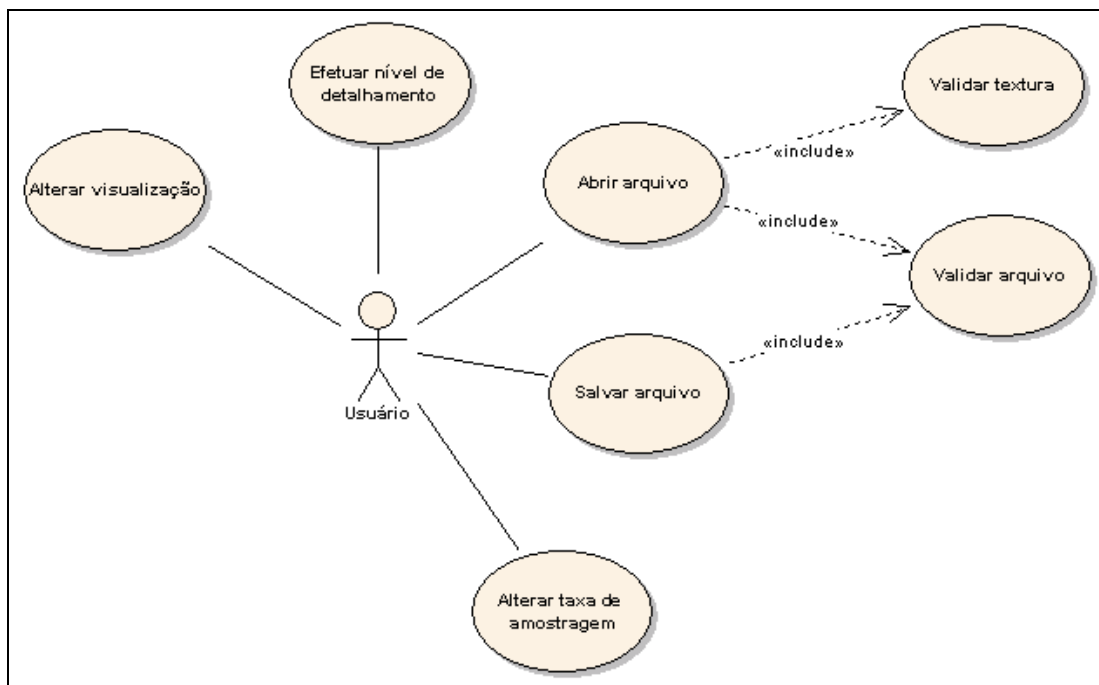 Efetuar nível de
detalhamento
Validar textura
«include»
Alterar visualização
Abrir arquivo
«include»
Validar arquivo
«include»
Salvar arquivo
Usuário
Alterar taxa de
amostragem